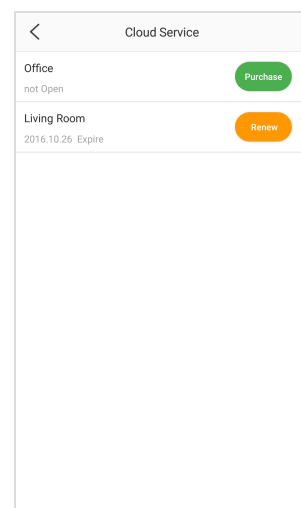 Cloud Service
Office
Purchase
not Open
Living Room
Renew
2016.10.26 Expire